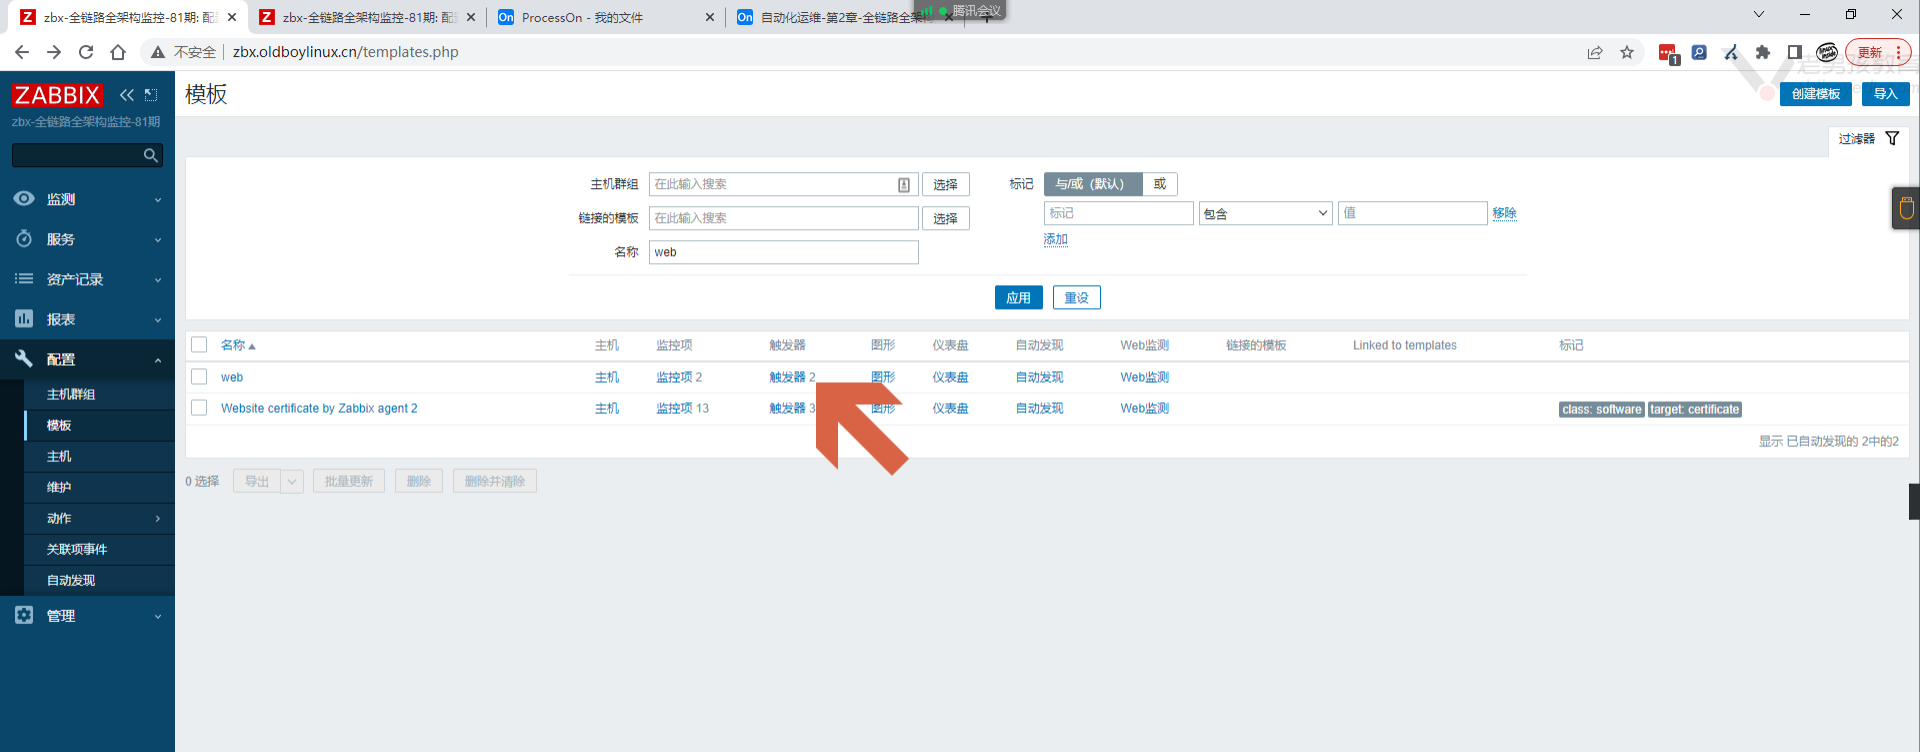 zbx-全链路全架构监控-81期: 配
zbx-全链路全架构监控-81期: 配
ProcessOn - 我的文件
自动化运维-第2章-全链路全架
腾讯会议
不安全
zbx.oldboylinux.cn/templates.php
1
更新
ZABBIX
zbx-全链路全架构监控-81期
监测
服务
资产记录
报表
配置
主机群组
模板
主机
维护
动作
关联项事件
自动发现
管理
模板
老男孩教育
创建模板
导入
过滤器
主机群组
在此输入搜索
选择
标记
与/或（默认）
或
链接的模板
在此输入搜索
选择
标记
包含
值
移除
名称
web
添加
应用
重设
名称 主机 监控项 触发器 图形 仪表盘 自动发现 Web监测 链接的模板 Linked to templates 标记
web 主机 监控项 2 触发器 2 图形 仪表盘 自动发现 Web监测
Website certificate by Zabbix agent 2 主机 监控项 13 触发器 3 图形 仪表盘 自动发现 Web监测 class: software target: certificate
显示 已自动发现的 2中的2
0 选择 导出 批量更新 删除 删除并清除